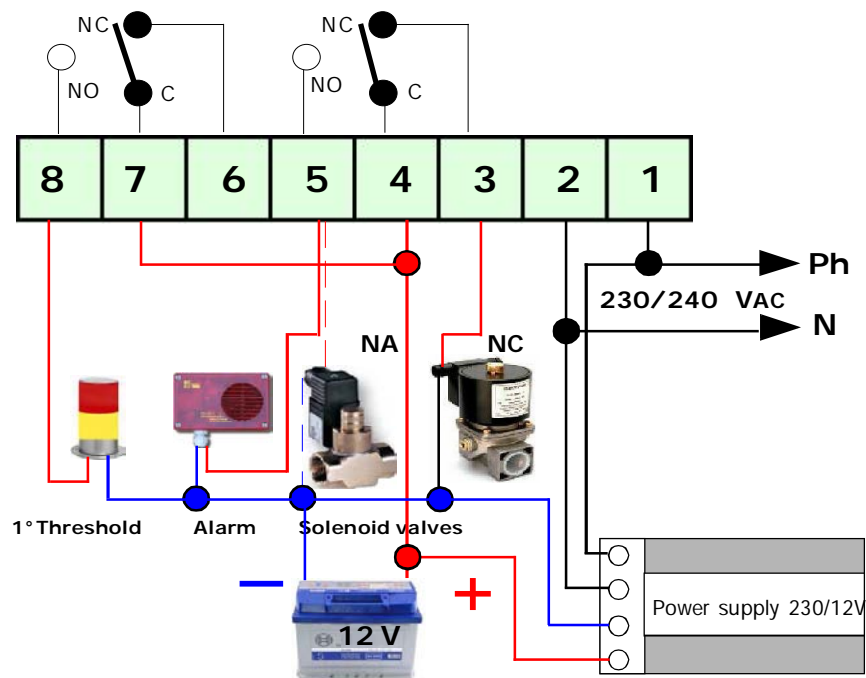 NC
NC
NO
C
NO
C
8 7 6 5 4 3 2 1
Ph
230/240 VAC
N
NA
NC
1° Threshold
Alarm
Solenoid valves
− +
12 V
Power supply 230/12V